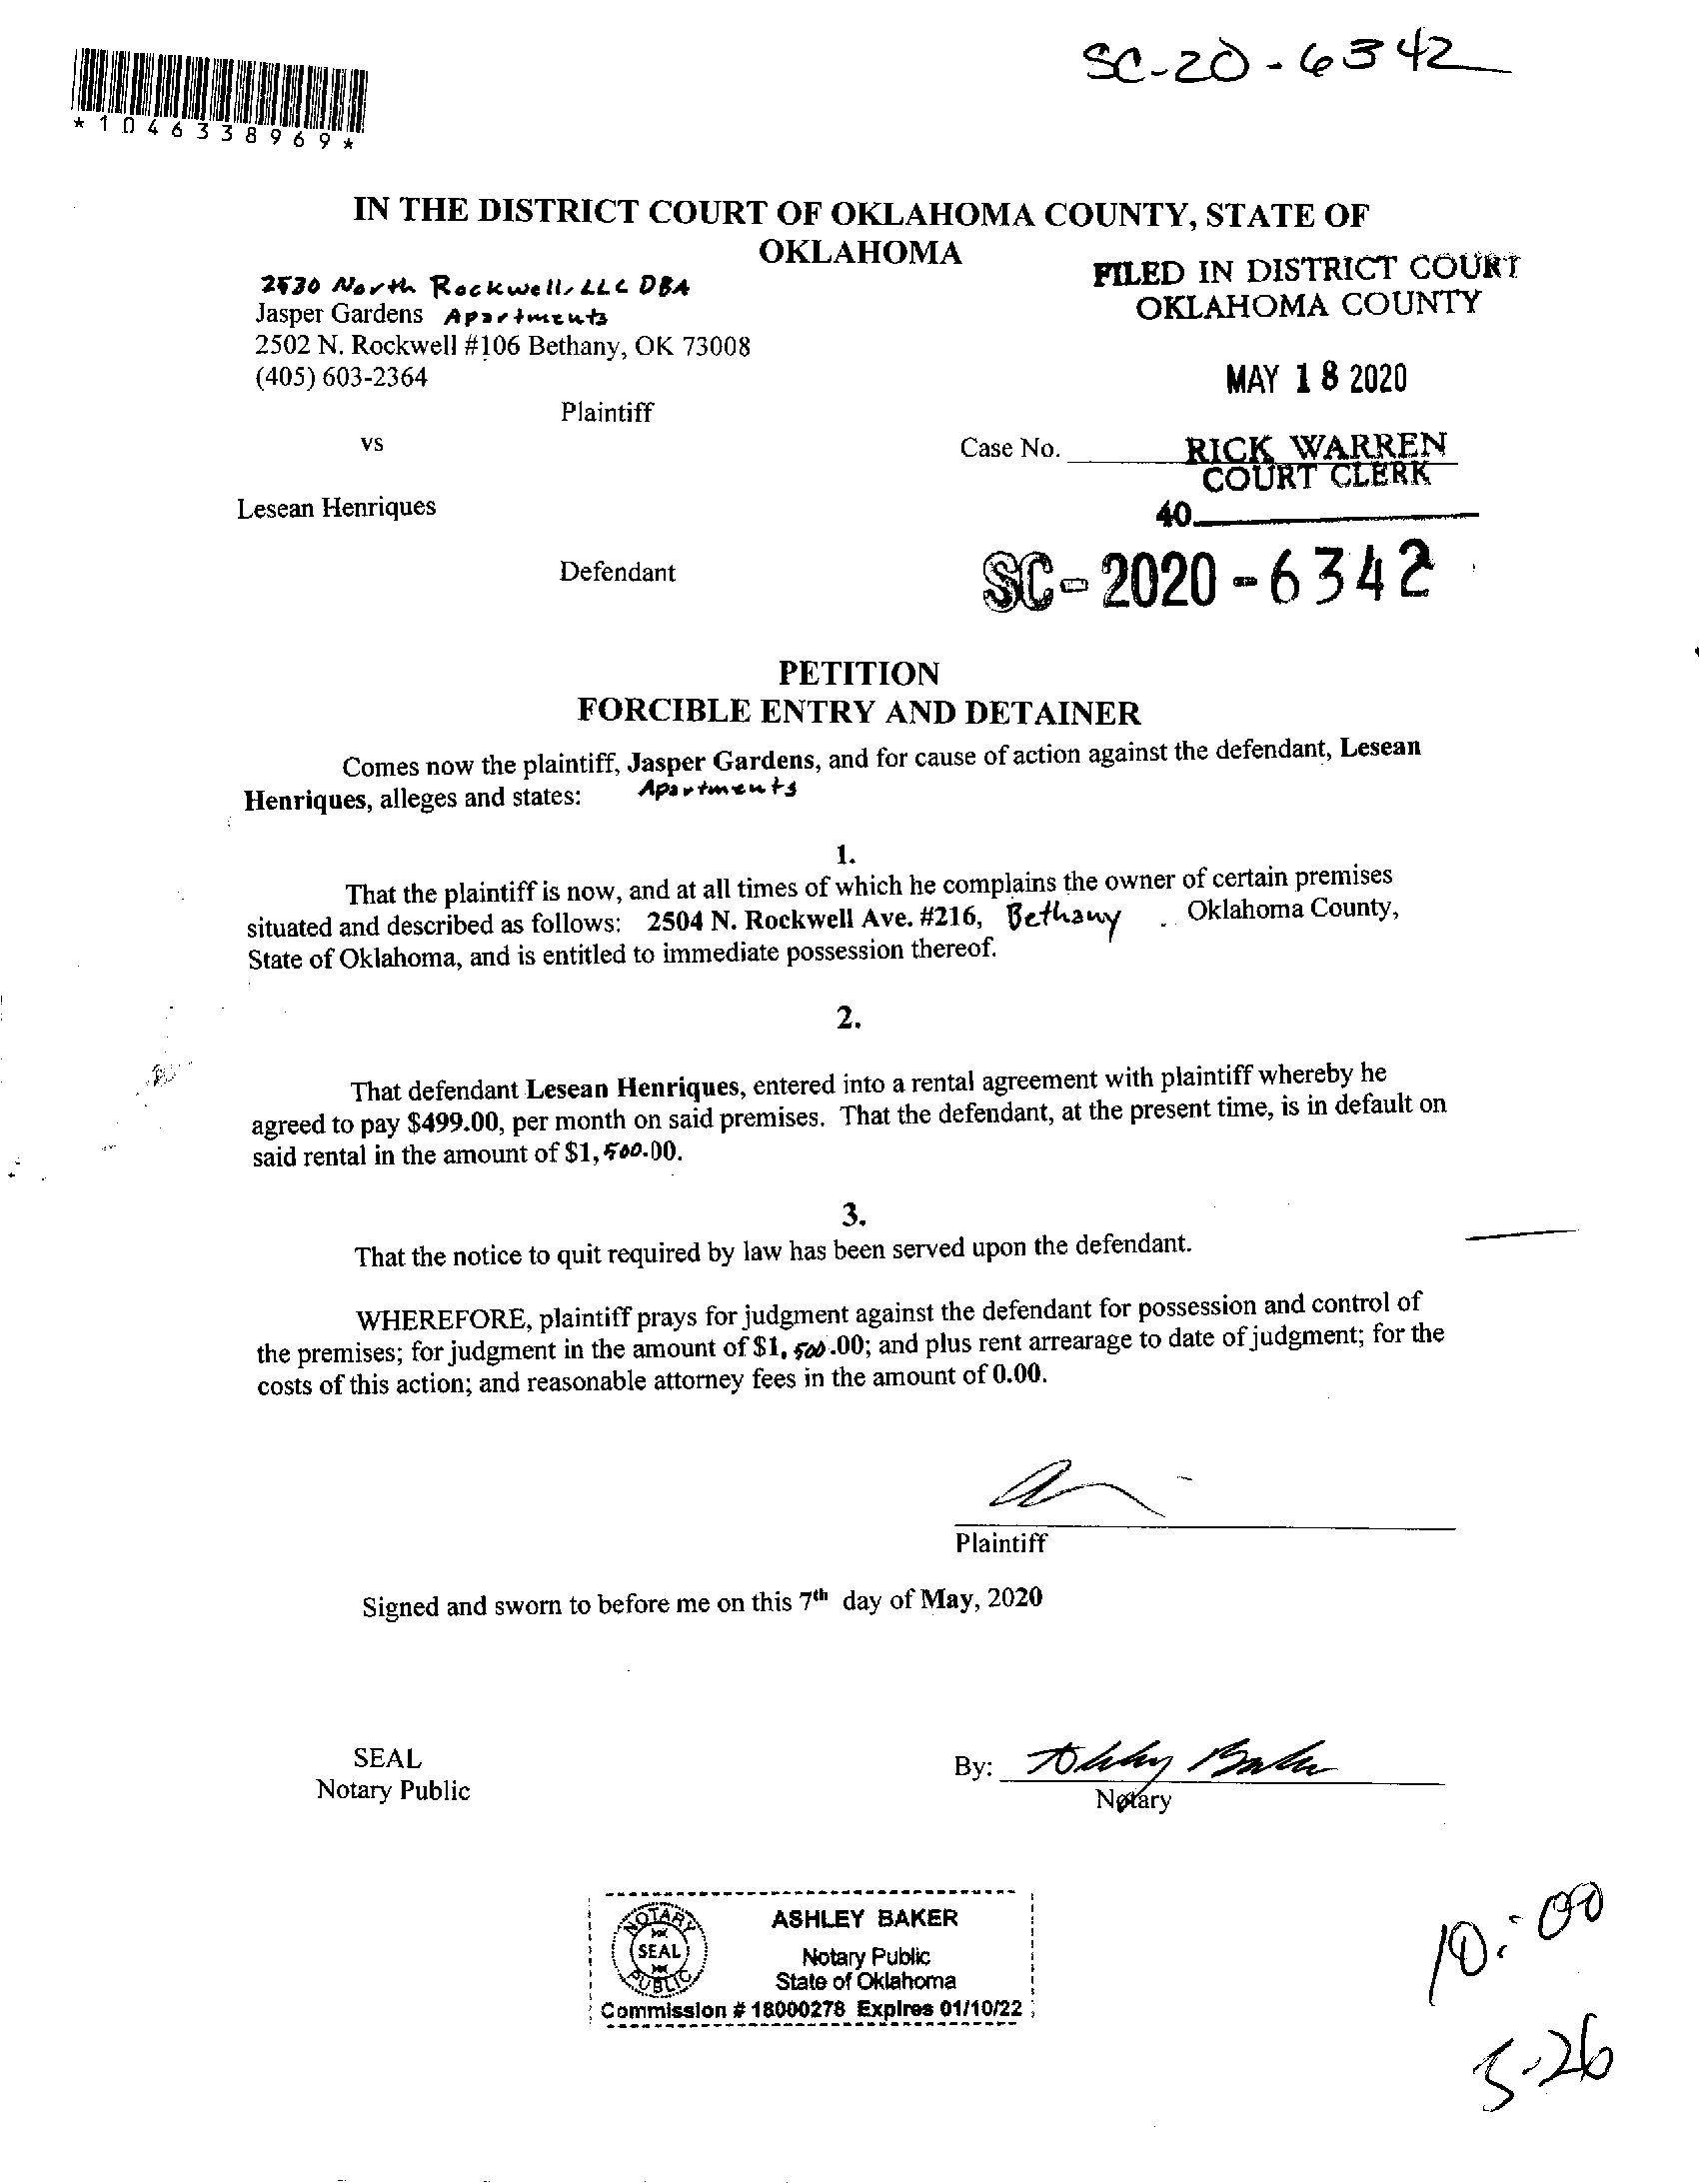 SC-20-6342
*1046338969*
IN THE DISTRICT COURT OF OKLAHOMA COUNTY, STATE OF
OKLAHOMA
FILED IN DISTRICT COURT
OKLAHOMA COUNTY
2530 North Rockwell, LLC DBA
Jasper Gardens Apartments
2502 N. Rockwell #106 Bethany, OK 73008
(405) 603-2364
MAY 18 2020
Plaintiff
vs
Case No.
RICK WARREN
COURT CLERK
Lesean Henriques
40
Defendant
SC-2020-6342
PETITION
FORCIBLE ENTRY AND DETAINER
Comes now the plaintiff, Jasper Gardens, and for cause of action against the defendant, Lesean
Henriques, alleges and states: Apartments
1.
That the plaintiff is now, and at all times of which he complains the owner of certain premises
situated and described as follows: 2504 N. Rockwell Ave. #216, Bethany Oklahoma County,
State of Oklahoma, and is entitled to immediate possession thereof.
2.
That defendant Lesean Henriques, entered into a rental agreement with plaintiff whereby he
agreed to pay $499.00, per month on said premises. That the defendant, at the present time, is in default on
said rental in the amount of $1,500.00.
3.
That the notice to quit required by law has been served upon the defendant.
WHEREFORE, plaintiff prays for judgment against the defendant for possession and control of
the premises; for judgment in the amount of $1,500.00; and plus rent arrearage to date of judgment; for the
costs of this action; and reasonable attorney fees in the amount of 0.00.
Plaintiff
Signed and sworn to before me on this 7th day of May, 2020
SEAL
Notary Public
By: Ashley Baker
Notary
NOTARY
SEAL
PUBLIC
ASHLEY BAKER
Notary Public
State of Oklahoma
Commission # 18000278 Expires 01/10/22
10:00
5-26